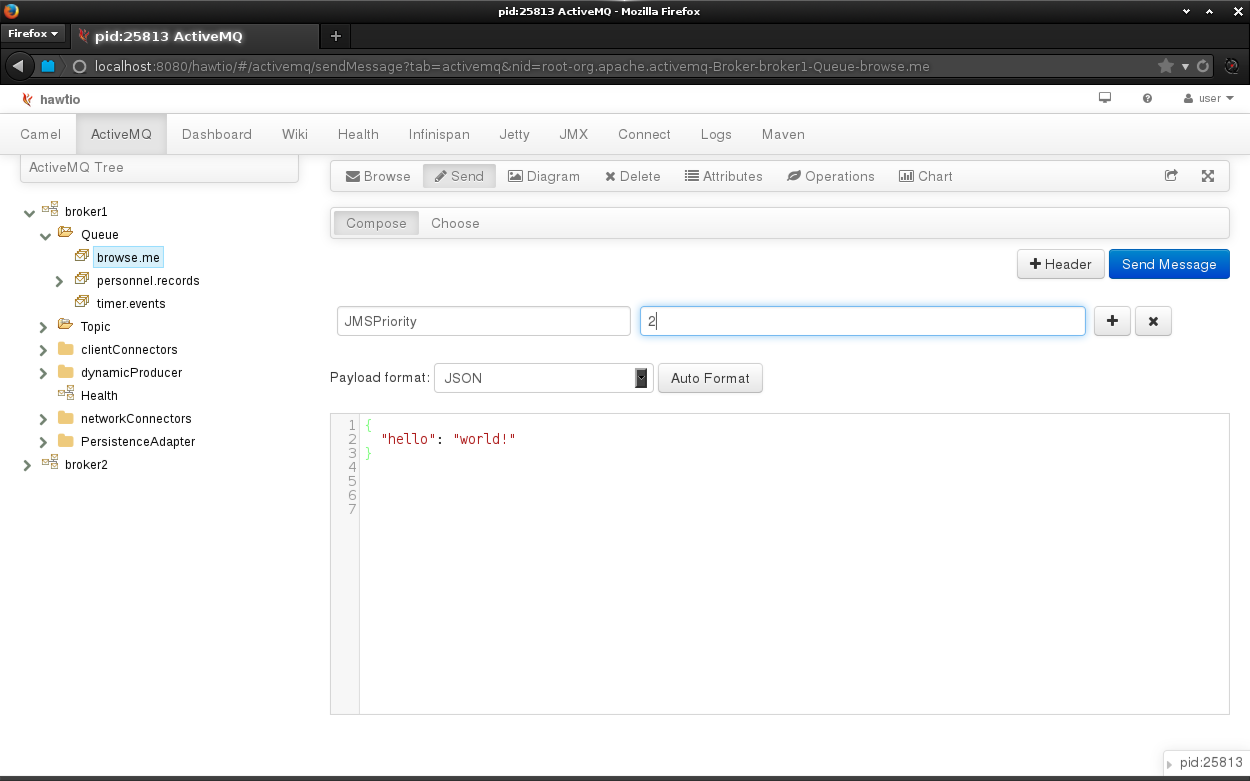 pid:25813 ActiveMQ - Mozilla Firefox
Firefox
pid:25813 ActiveMQ
localhost:8080/hawtio/#/activemq/sendMessage?tab=activemq&nid=root-org.apache.activemq-Broker-broker1-Queue-browse.me
hawtio
user
Camel ActiveMQ Dashboard Wiki Health Infinispan Jetty JMX Connect Logs Maven
ActiveMQ Tree
Browse Send Diagram Delete Attributes Operations Chart
broker1
Queue
browse.me
personnel.records
timer.events
Topic
clientConnectors
dynamicProducer
Health
networkConnectors
PersistenceAdapter
broker2
Compose Choose
Header Send Message
JMSPriority 2
Payload format: JSON Auto Format
1 {
2 "hello": "world!"
3 }
4
5
6
7
pid:25813